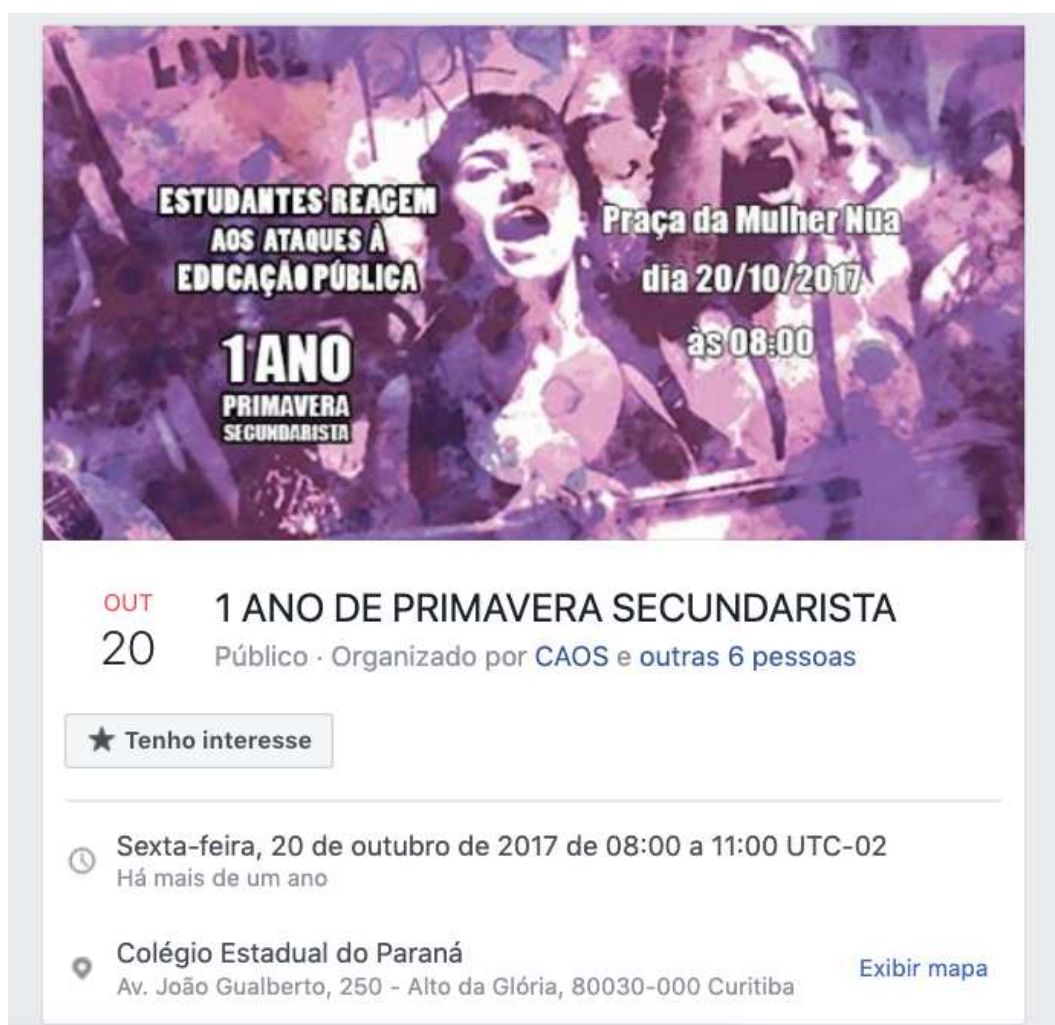 LIVRE
ESTUDANTES REAGEM
AOS ATAQUES À
EDUCAÇÃO PÚBLICA
1 ANO
PRIMAVERA
SECUNDARISTA
Praça da Mulher Nua
dia 20/10/2017
às 08:00
OUT
20
1 ANO DE PRIMAVERA SECUNDARISTA
Público · Organizado por CAOS e outras 6 pessoas
Tenho interesse
Sexta-feira, 20 de outubro de 2017 de 08:00 a 11:00 UTC-02
Há mais de um ano
Colégio Estadual do Paraná
Av. João Gualberto, 250 - Alto da Glória, 80030-000 Curitiba
Exibir mapa